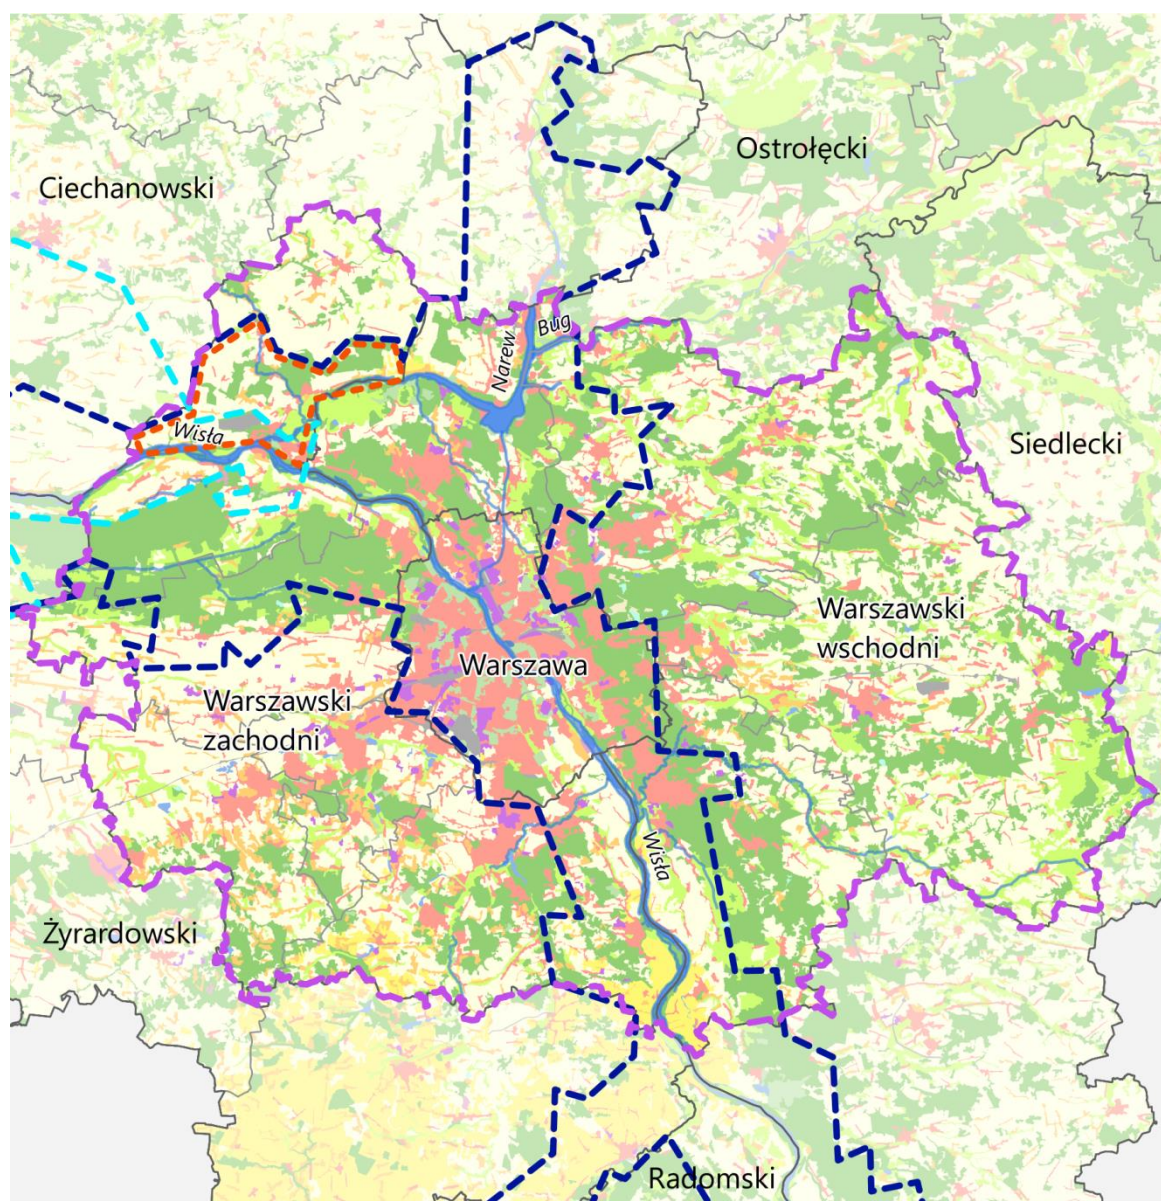 Ostrołęcki
Ciechanowski
Narew
Bug
Wisła
Siedlecki
Warszawski
wschodni
Warszawa
Warszawski
zachodni
Wisła
Żyrardowski
Radomski